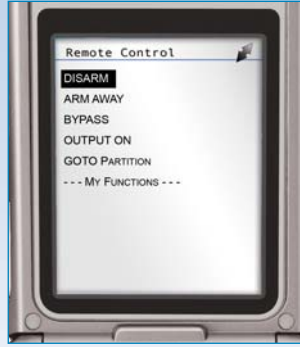 Remote Control
DISARM
ARM AWAY
BYPASS
OUTPUT ON
GOTO PARTITION
--- MY FUNCTIONS ---